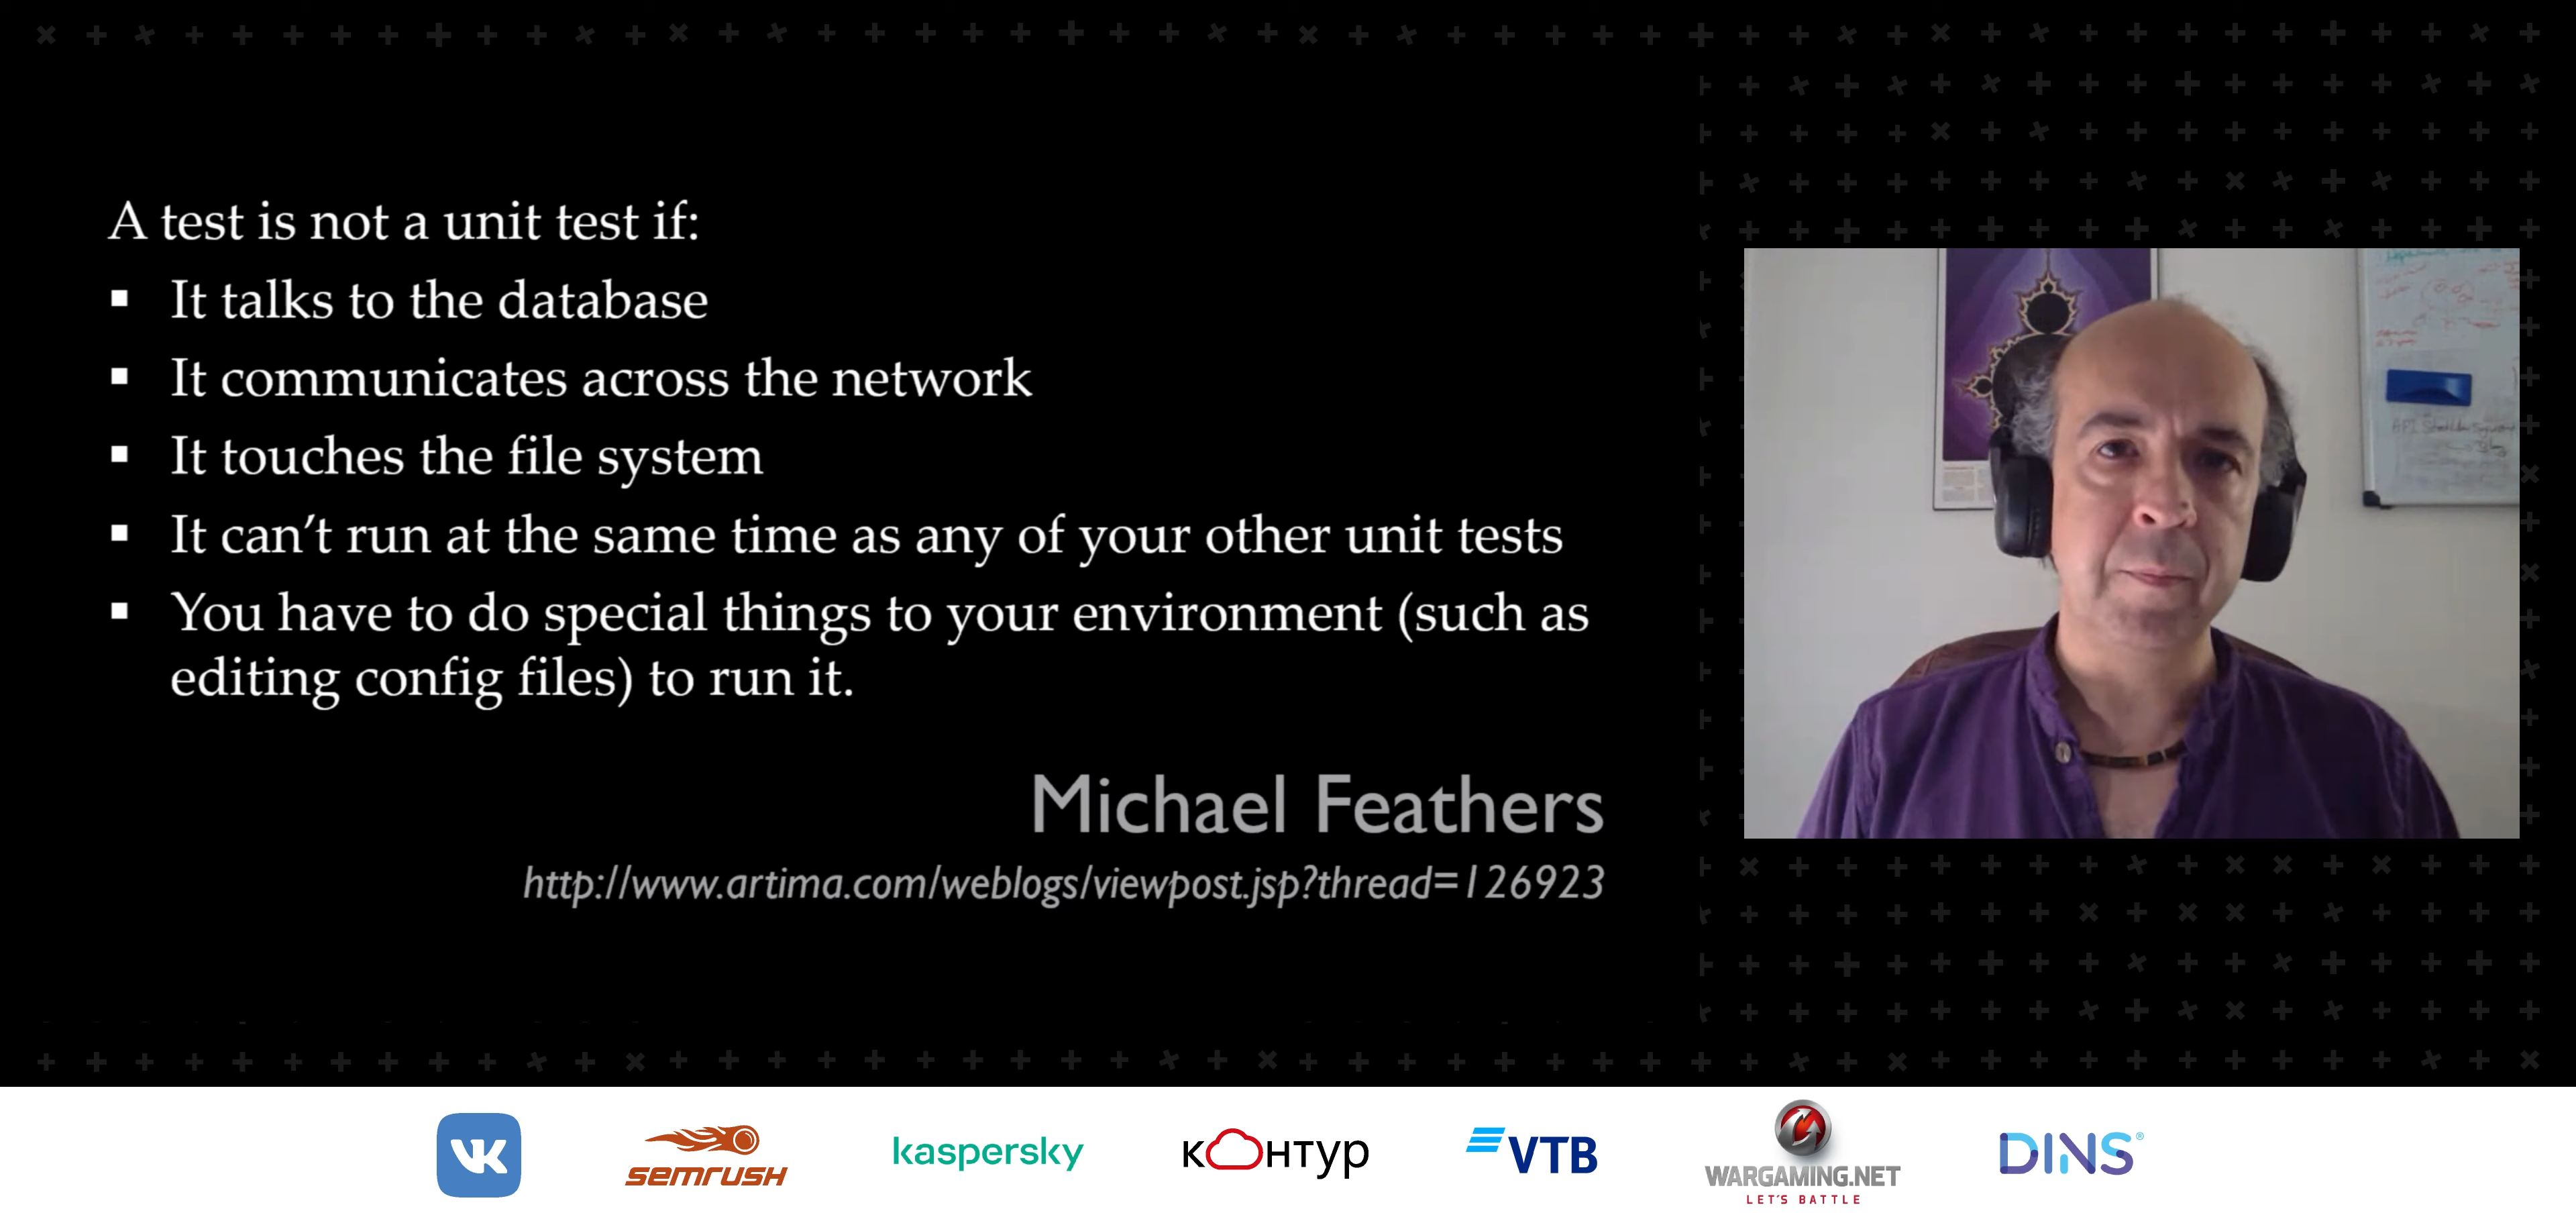 A test is not a unit test if:
▪ It talks to the database
▪ It communicates across the network
▪ It touches the file system
▪ It can’t run at the same time as any of your other unit tests
▪ You have to do special things to your environment (such as
editing config files) to run it.
Michael Feathers
http://www.artima.com/weblogs/viewpost.jsp?thread=126923
VK
SEMRUSH
kaspersky
контур
VTB
WARGAMING.NET
LET'S BATTLE
DINS®